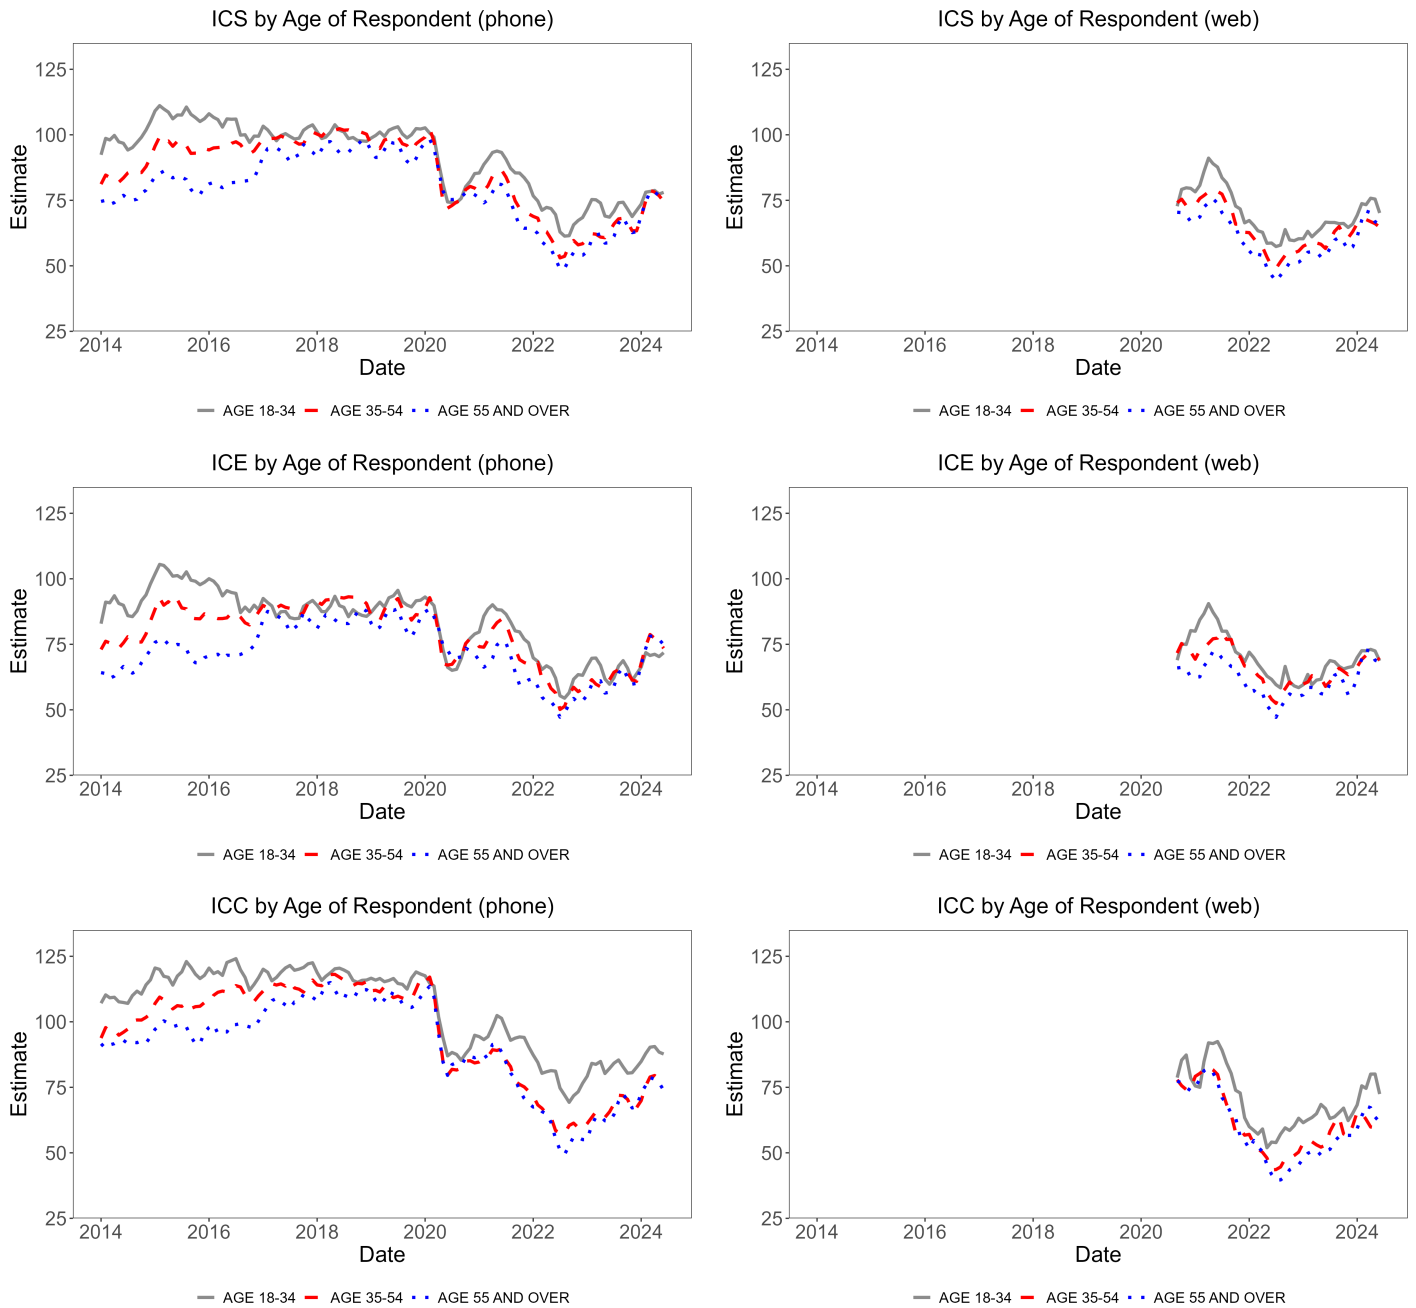 ICS by Age of Respondent (phone)
125
100
75
50
25
Estimate
2014 2016 2018 2020 2022 2024
Date
AGE 18-34 AGE 35-54 AGE 55 AND OVER
ICS by Age of Respondent (web)
125
100
75
50
25
Estimate
2014 2016 2018 2020 2022 2024
Date
AGE 18-34 AGE 35-54 AGE 55 AND OVER
ICE by Age of Respondent (phone)
125
100
75
50
25
Estimate
2014 2016 2018 2020 2022 2024
Date
AGE 18-34 AGE 35-54 AGE 55 AND OVER
ICE by Age of Respondent (web)
125
100
75
50
25
Estimate
2014 2016 2018 2020 2022 2024
Date
AGE 18-34 AGE 35-54 AGE 55 AND OVER
ICC by Age of Respondent (phone)
125
100
75
50
25
Estimate
2014 2016 2018 2020 2022 2024
Date
AGE 18-34 AGE 35-54 AGE 55 AND OVER
ICC by Age of Respondent (web)
125
100
75
50
25
Estimate
2014 2016 2018 2020 2022 2024
Date
AGE 18-34 AGE 35-54 AGE 55 AND OVER